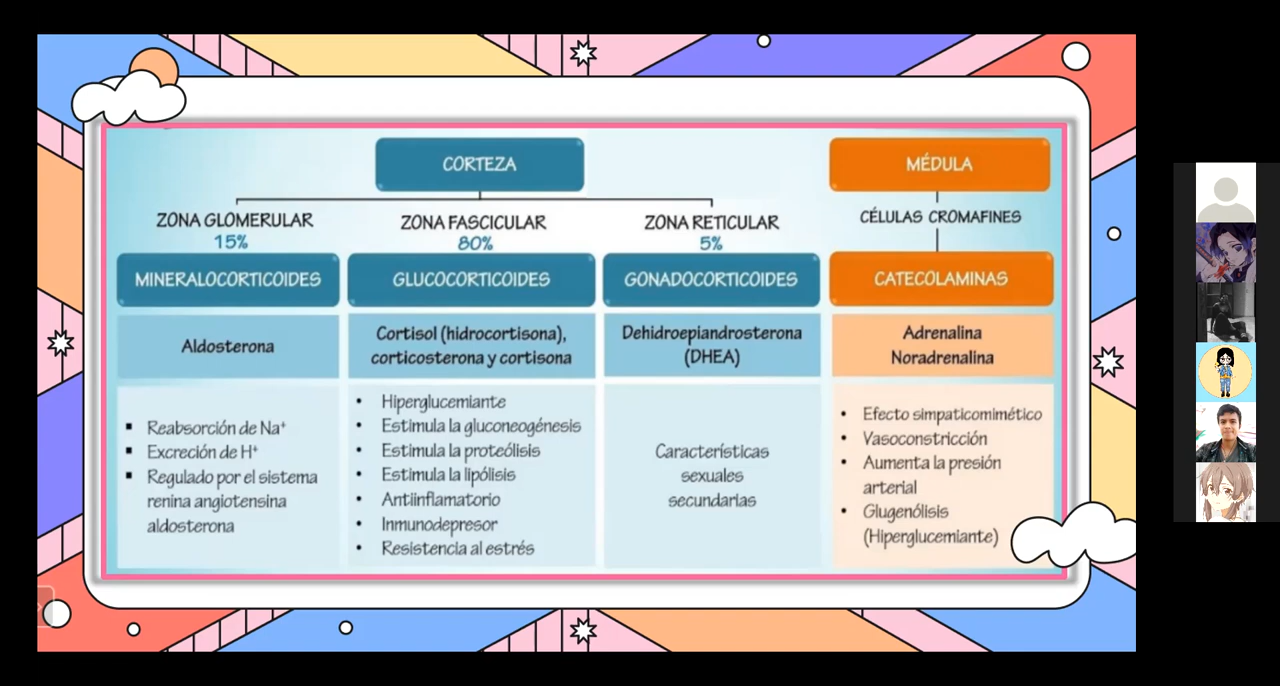 CORTEZA
ZONA GLOMERULAR
15%
MINERALOCORTICOIDES
Aldosterona
▪ Reabsorción de Na⁺
▪ Excreción de H⁺
▪ Regulado por el sistema
renina angiotensina
aldosterona
ZONA FASCICULAR
80%
GLUCOCORTICOIDES
Cortisol (hidrocortisona),
corticosterona y cortisona
• Hiperglucemiante
• Estimula la gluconeogénesis
• Estimula la proteólisis
• Estimula la lipólisis
• Antiinflamatorio
• Inmunodepresor
• Resistencia al estrés
ZONA RETICULAR
5%
GONADOCORTICOIDES
Dehidroepiandrosterona
(DHEA)
Características
sexuales
secundarias
MÉDULA
CÉLULAS CROMAFINES
CATECOLAMINAS
Adrenalina
Noradrenalina
• Efecto simpaticomimético
• Vasoconstricción
• Aumenta la presión
arterial
• Glugenólisis
(Hiperglucemiante)